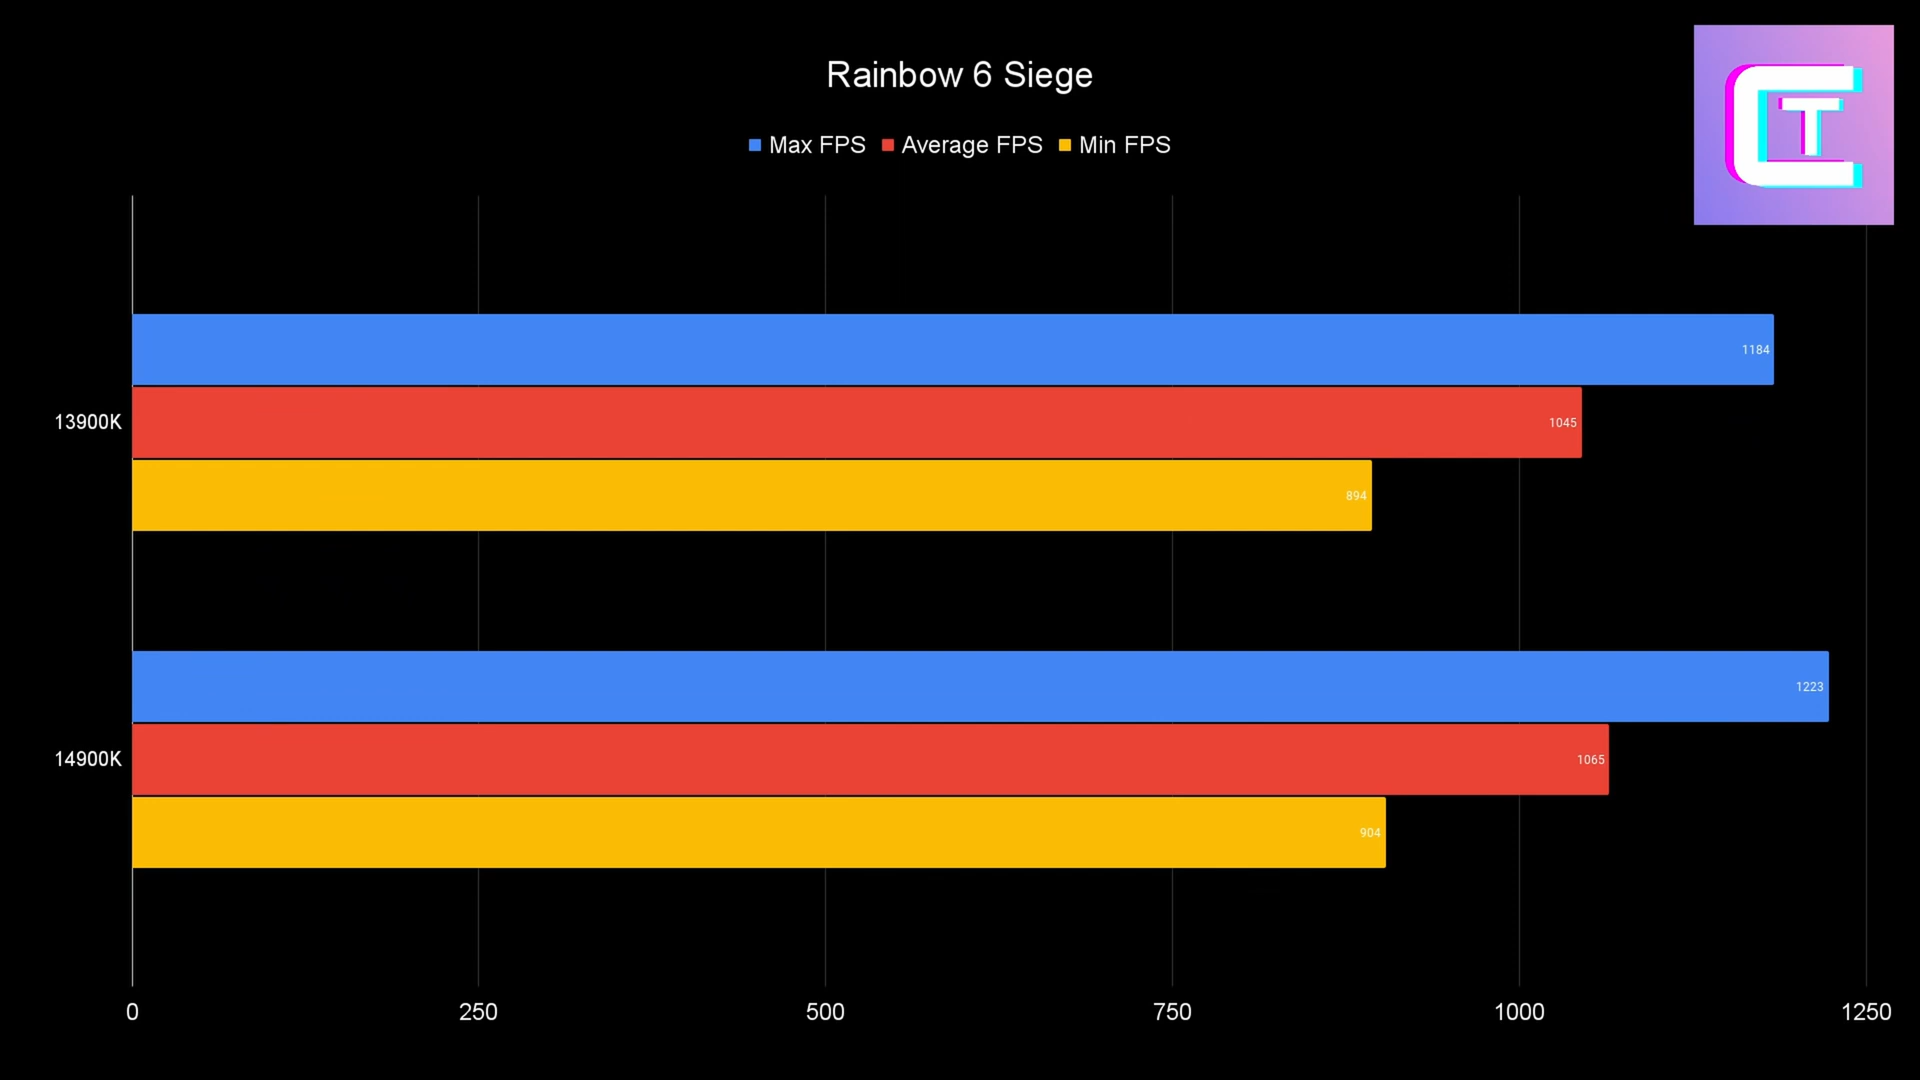 Rainbow 6 Siege
Max FPS Average FPS Min FPS
CT
1184
13900K
1045
894
1223
14900K
1065
904
0 250 500 750 1000 1250